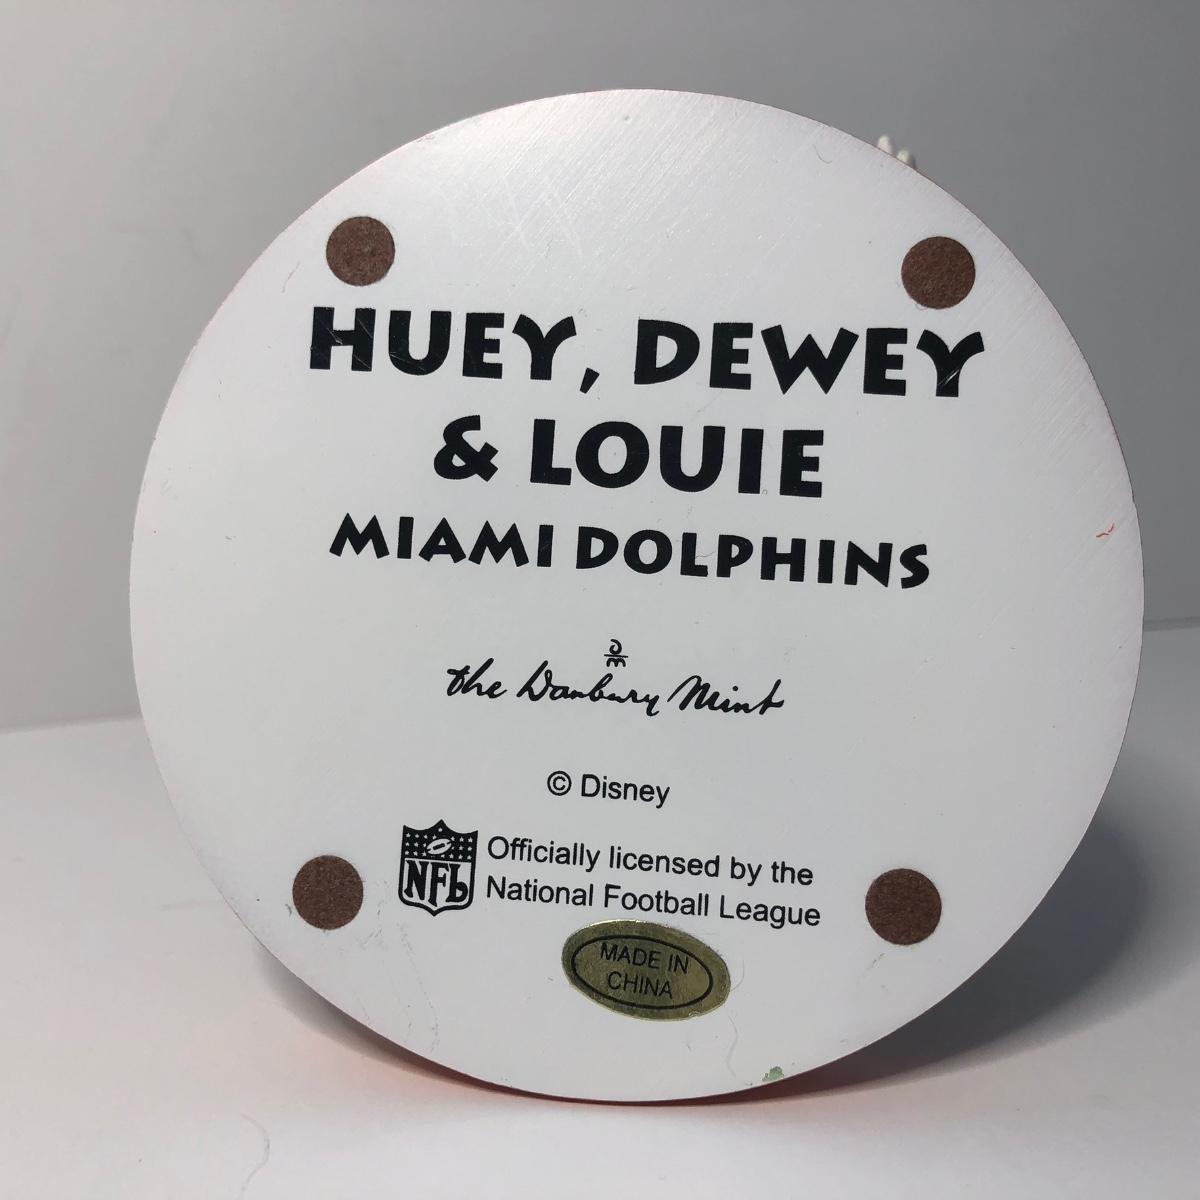 HUEY, DEWEY
& LOUIE
MIAMI DOLPHINS
dm
the Danbury Mint
© Disney
NFL
Officially licensed by the
National Football League
MADE IN
CHINA